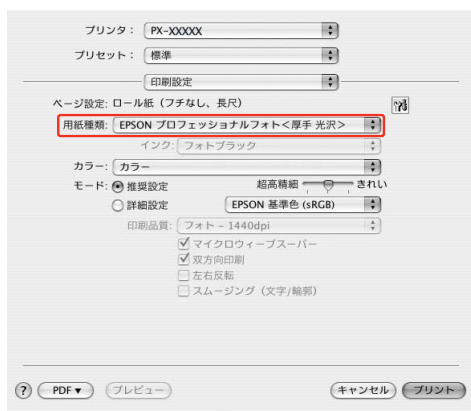 プリンタ： PX-XXXXX
プリセット： 標準
印刷設定
ページ設定: ロール紙（フチなし、長尺）
用紙種類: EPSON プロフェッショナルフォト＜厚手 光沢＞
インク: フォトブラック
カラー: カラー
モード: 推奨設定 超高精細 きれい
詳細設定 EPSON 基準色 (sRGB)
印刷品質: フォト - 1440dpi
マイクロウィーブスーパー
双方向印刷
左右反転
スムージング（文字/輪郭）
? PDF▼ プレビュー キャンセル プリント